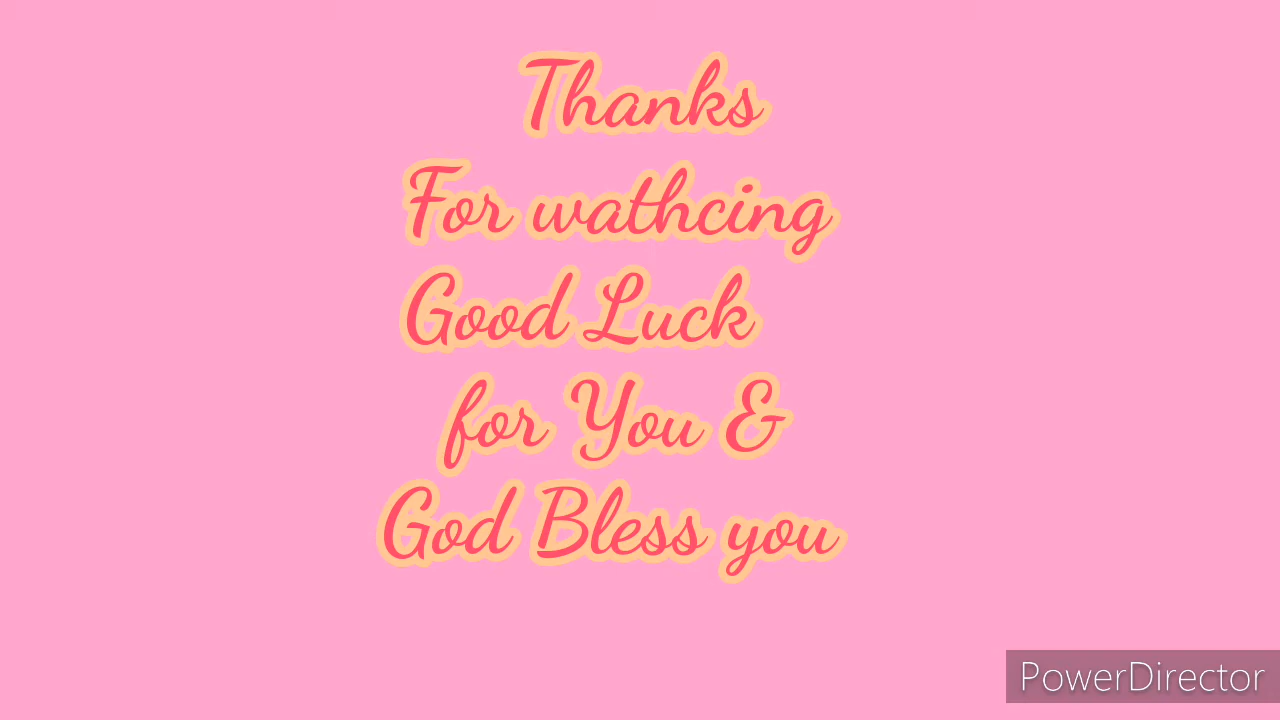 Thanks
For wathcing
Good Luck
for You &
God Bless you
PowerDirector